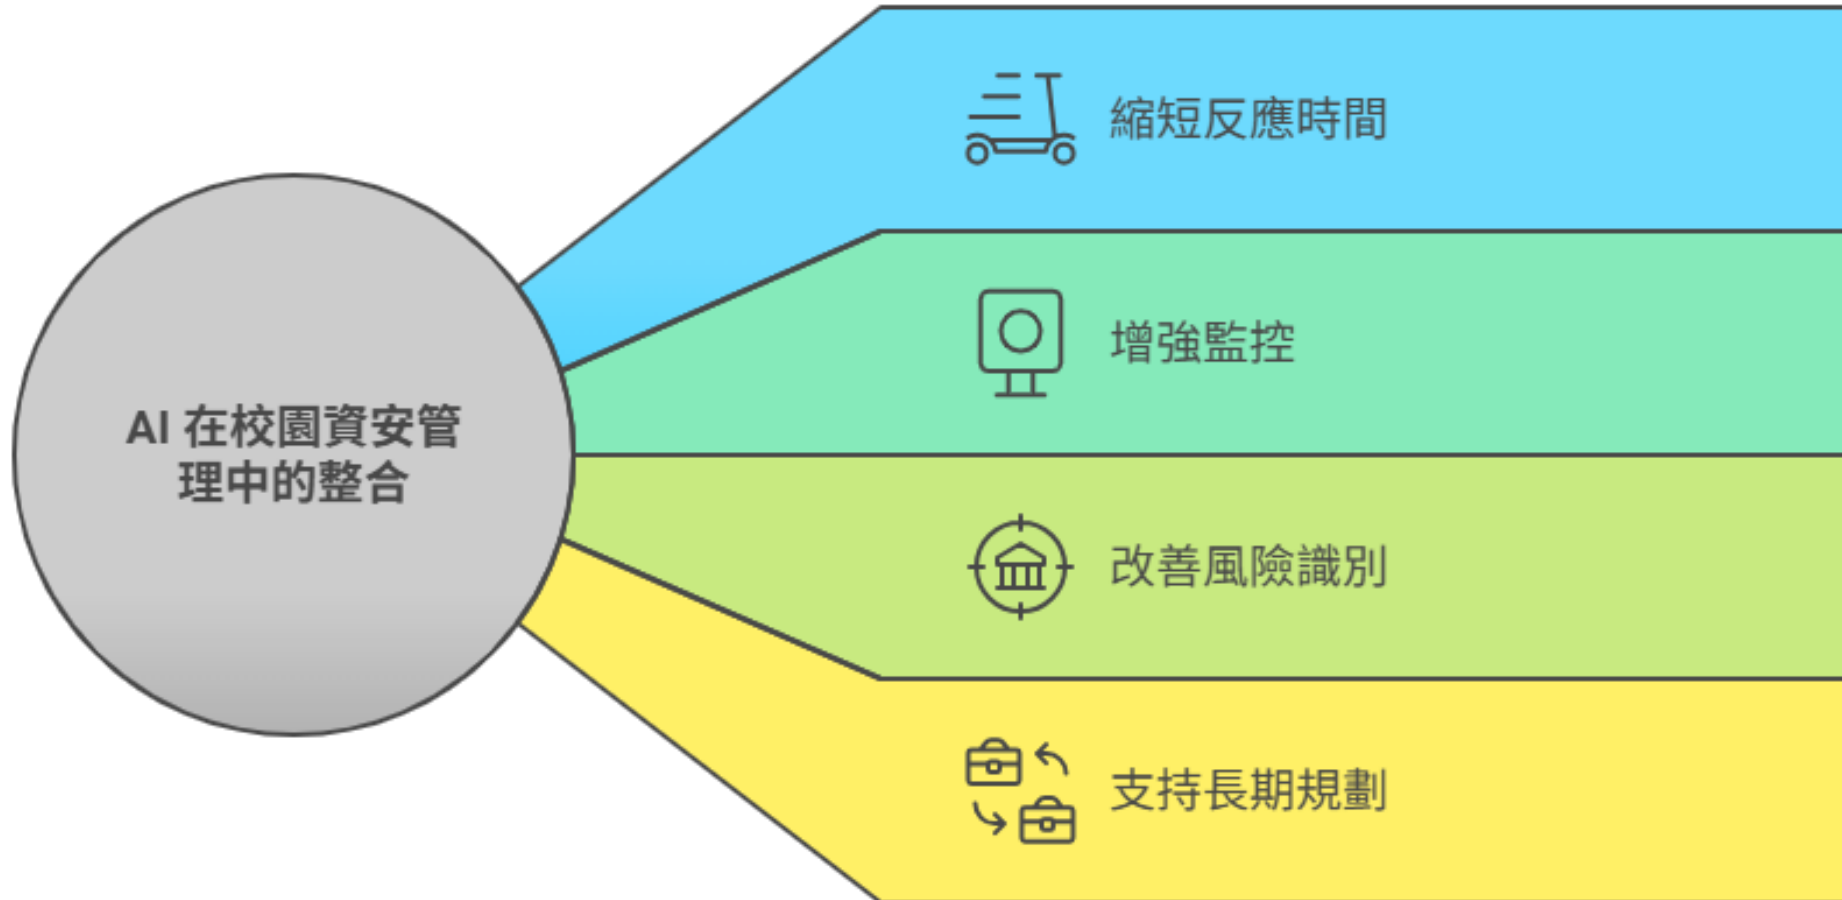 AI 在校園資安管
理中的整合
縮短反應時間
增強監控
改善風險識別
支持長期規劃